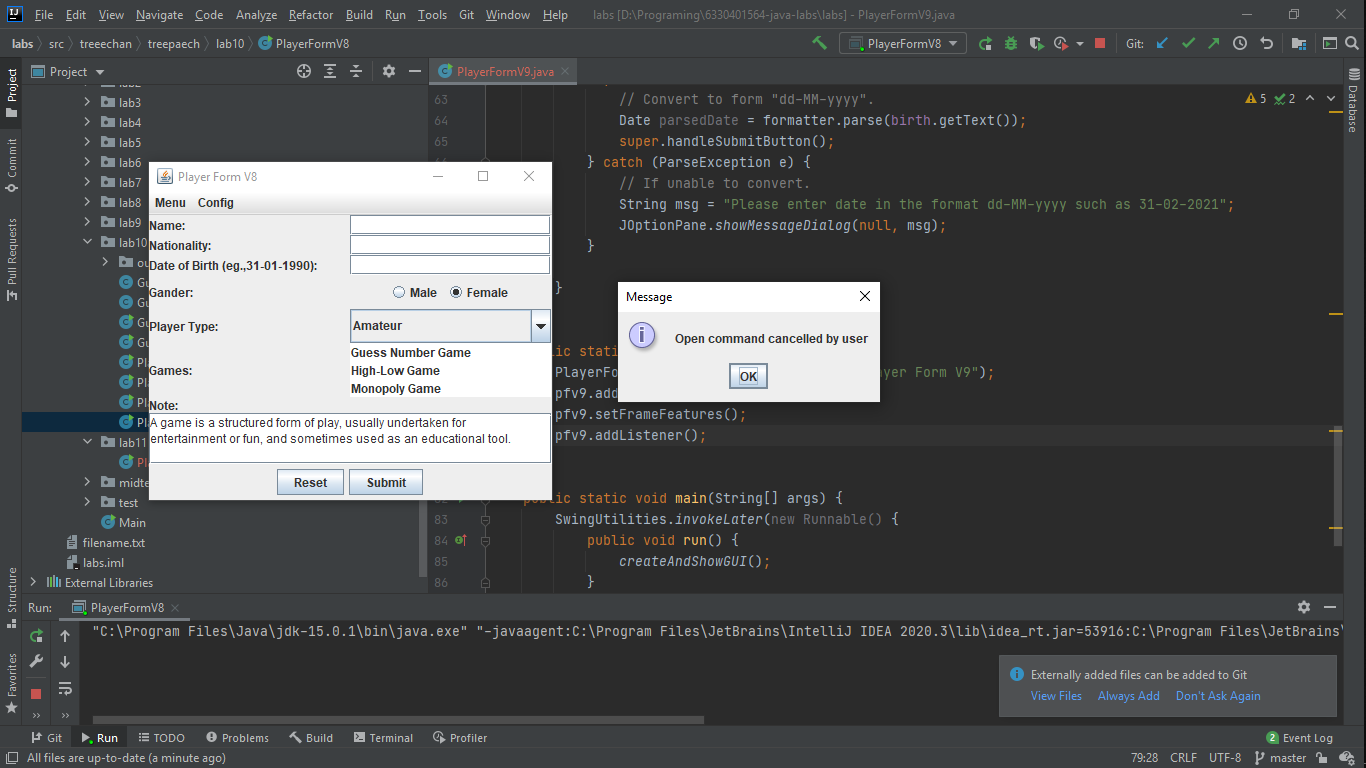 File Edit View Navigate Code Analyze Refactor Build Run Tools Git Window Help labs [D:\Programing\6330401564-java-labs\labs] - PlayerFormV9.java
labs src treeechan treepaech lab10 PlayerFormV8
PlayerFormV8 Git:
Project
PlayerFormV9.java
Project
Commit
Pull Requests
Structure
Favorites
Database
lab3
lab4
lab5
lab6
lab7
lab8
lab9
lab10
ou
Gu
Gu
Gu
Gu
Pl
Pl
Pl
Pl
lab11
Pl
midte
test
Main
filename.txt
labs.iml
External Libraries
5 2
63 // Convert to form "dd-MM-yyyy".
64 Date parsedDate = formatter.parse(birth.getText());
65 super.handleSubmitButton();
} catch (ParseException e) {
// If unable to convert.
String msg = "Please enter date in the format dd-MM-yyyy such as 31-02-2021";
JOptionPane.showMessageDialog(null, msg);
}
}
ic stati
PlayerFo
yer Form V9");
pfv9.add
pfv9.setFrameFeatures();
pfv9.addListener();
public static void main(String[] args) {
83 SwingUtilities.invokeLater(new Runnable() {
84 public void run() {
85 createAndShowGUI();
86 }
Player Form V8
Menu Config
Name:
Nationality:
Date of Birth (eg.,31-01-1990):
Gander: Male Female
Player Type: Amateur
Games:
Guess Number Game
High-Low Game
Monopoly Game
Note:
A game is a structured form of play, usually undertaken for
entertainment or fun, and sometimes used as an educational tool.
Reset Submit
Message
Open command cancelled by user
OK
Run: PlayerFormV8
"C:\Program Files\Java\jdk-15.0.1\bin\java.exe" "-javaagent:C:\Program Files\JetBrains\IntelliJ IDEA 2020.3\lib\idea_rt.jar=53916:C:\Program Files\JetBrains\
Externally added files can be added to Git
View Files Always Add Don't Ask Again
Git Run TODO Problems Build Terminal Profiler 2 Event Log
All files are up-to-date (a minute ago) 79:28 CRLF UTF-8 master